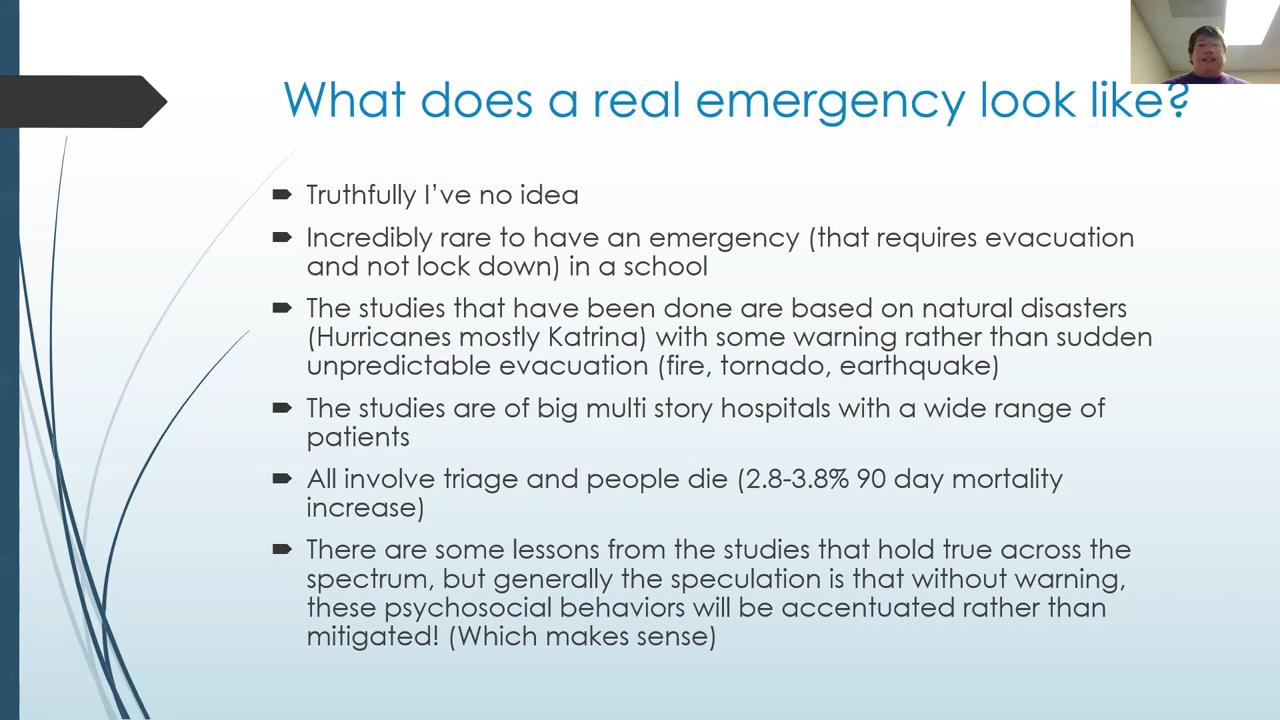 What does a real emergency look like?
Truthfully I've no idea
Incredibly rare to have an emergency (that requires evacuation
and not lock down) in a school
The studies that have been done are based on natural disasters
(Hurricanes mostly Katrina) with some warning rather than sudden
unpredictable evacuation (fire, tornado, earthquake)
The studies are of big multi story hospitals with a wide range of
patients
All involve triage and people die (2.8-3.8% 90 day mortality
increase)
There are some lessons from the studies that hold true across the
spectrum, but generally the speculation is that without warning,
these psychosocial behaviors will be accentuated rather than
mitigated! (Which makes sense)